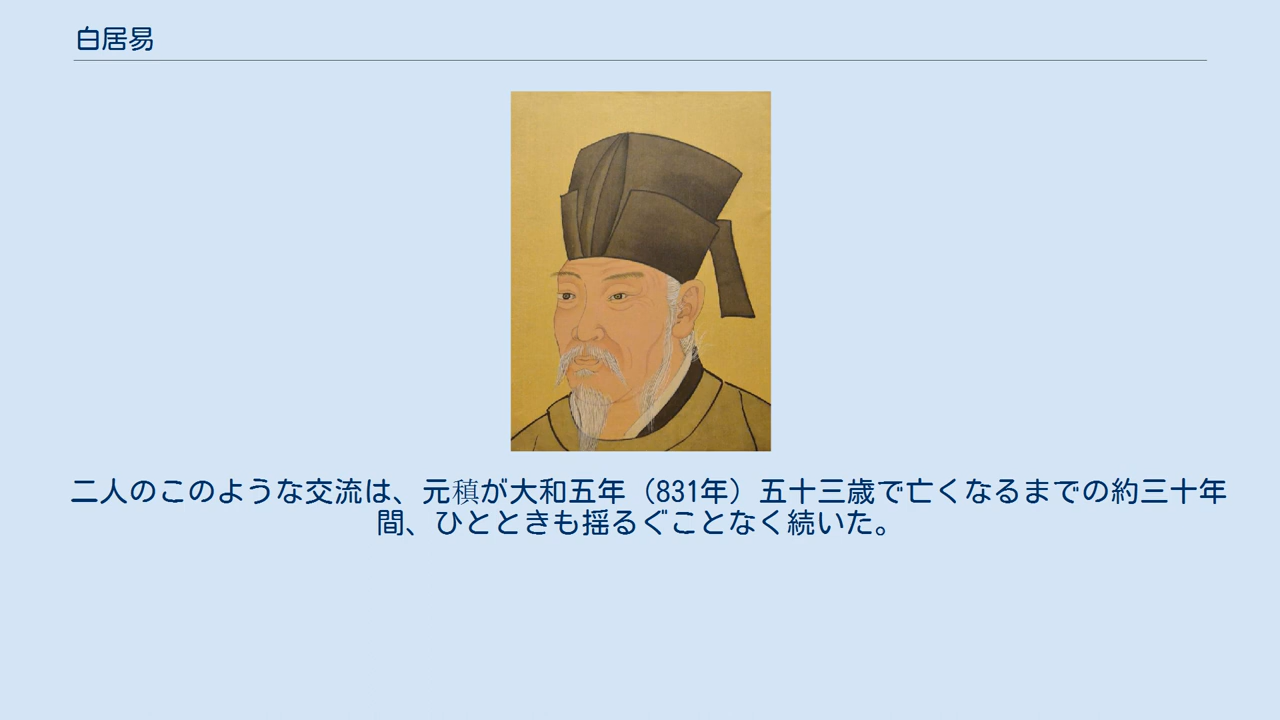 白居易
二人のこのような交流は、元稹が大和五年（831年）五十三歳で亡くなるまでの約三十年
間、ひとときも揺るぐことなく続いた。